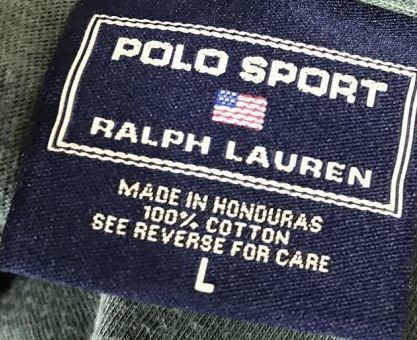 POLO SPORT
RALPH LAUREN
MADE IN HONDURAS
100% COTTON
SEE REVERSE FOR CARE
L